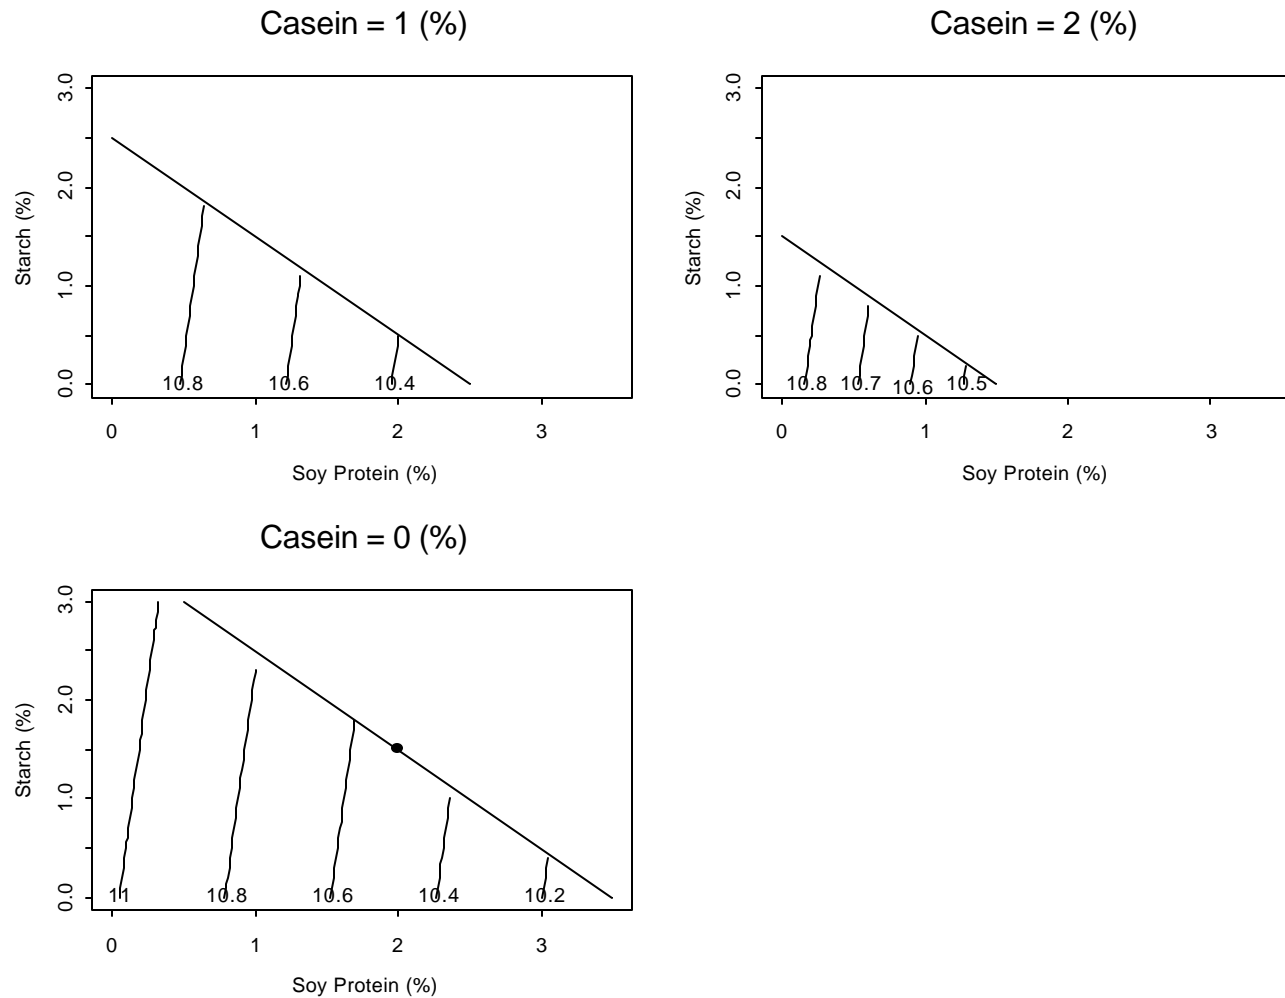 Casein = 1 (%)
3.0
2.0
1.0
0.0
Starch (%)
10.8 10.6 10.4
0 1 2 3
Soy Protein (%)
Casein = 2 (%)
3.0
2.0
1.0
0.0
Starch (%)
10.8 10.7 10.6 10.5
0 1 2 3
Soy Protein (%)
Casein = 0 (%)
3.0
2.0
1.0
0.0
Starch (%)
11 10.8 10.6 10.4 10.2
0 1 2 3
Soy Protein (%)